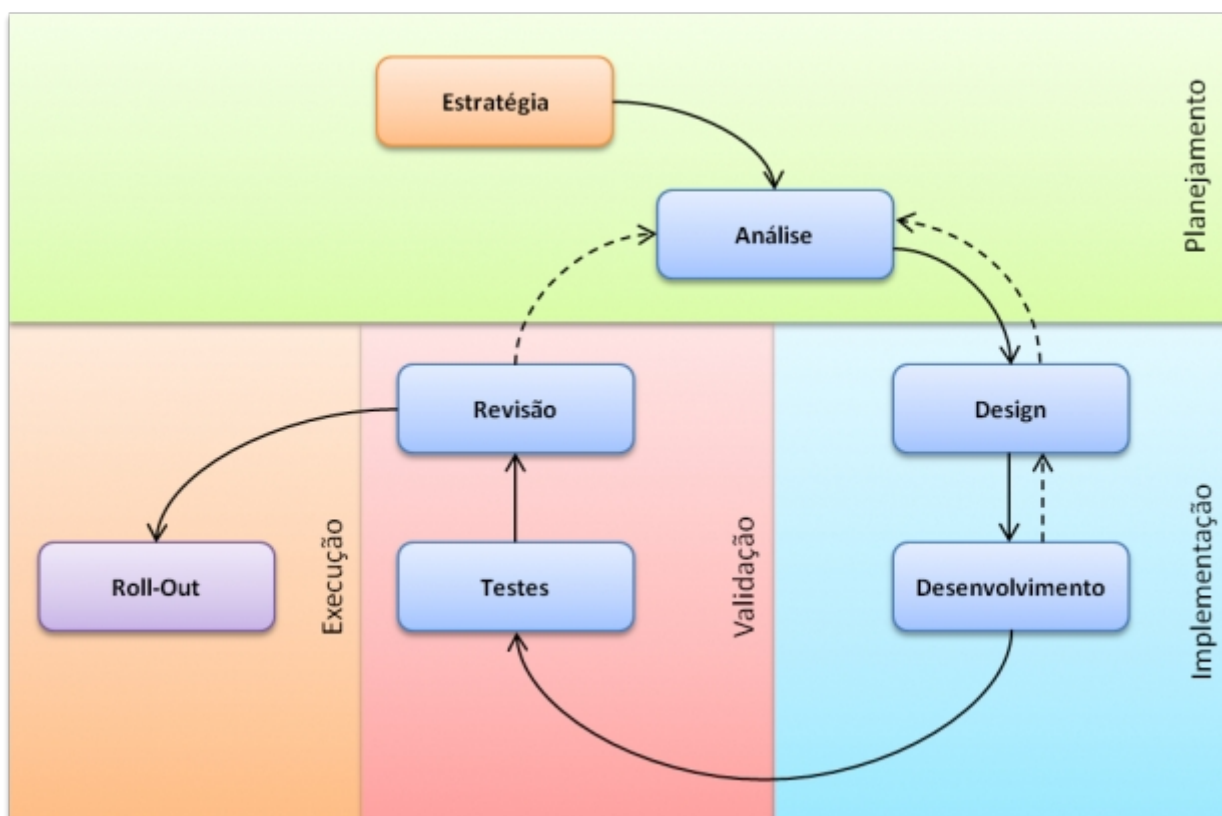 Estratégia
Análise
Planejamento
Revisão
Design
Roll-Out
Execução
Testes
Validação
Desenvolvimento
Implementação